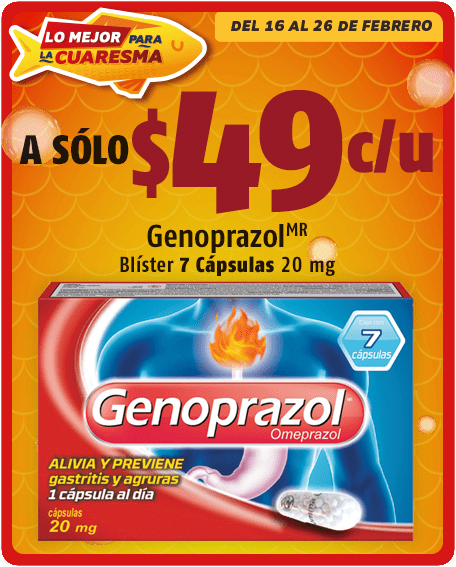 LO MEJOR PARA
LA CUARESMA
DEL 16 AL 26 DE FEBRERO
A SÓLO $49 c/u
GenoprazolMR
Blíster 7 Cápsulas 20 mg
7
cápsulas
Genoprazol
Omeprazol
ALIVIA Y PREVIENE
gastritis y agruras
1 cápsula al día
cápsulas
20 mg